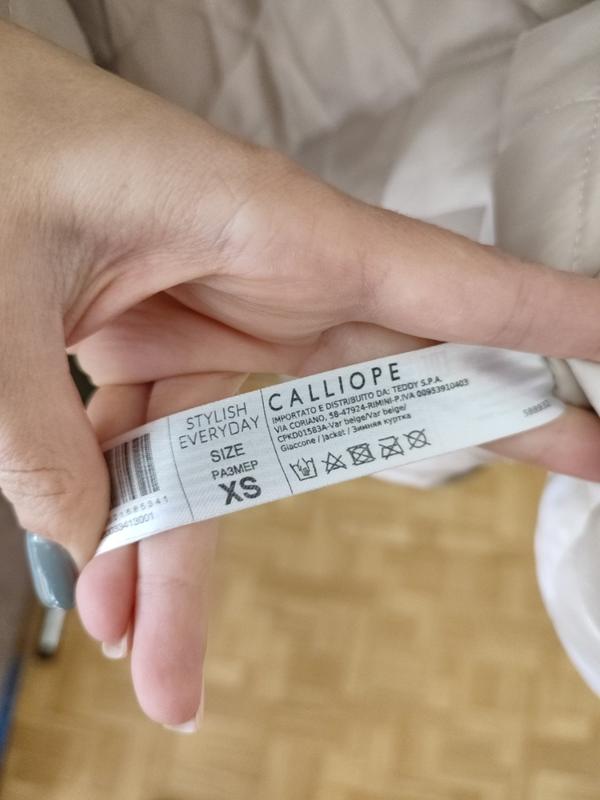 STYLISH
EVERYDAY
SIZE
РАЗМЕР
XS
CALLIOPE
IMPORTATO E DISTRIBUITO DA: TEDDY S.P.A.
VIA CORIANO, 58-47924-RIMINI-P.IVA 00953910403
CPKD01583A-Var beige/Var beige/
Giaccone / Jacket / Зимняя куртка